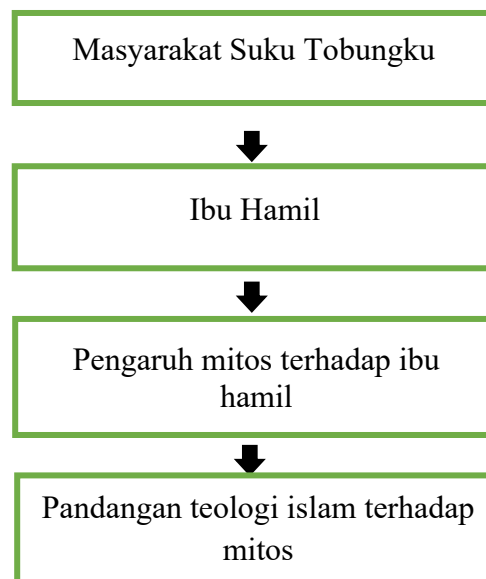 Masyarakat Suku Tobungku
Ibu Hamil
Pengaruh mitos terhadap ibu
hamil
Pandangan teologi islam terhadap
mitos